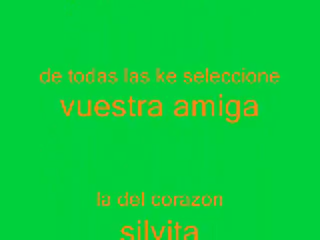 de todas las ke seleccione
vuestra amiga
la del corazon
silvita